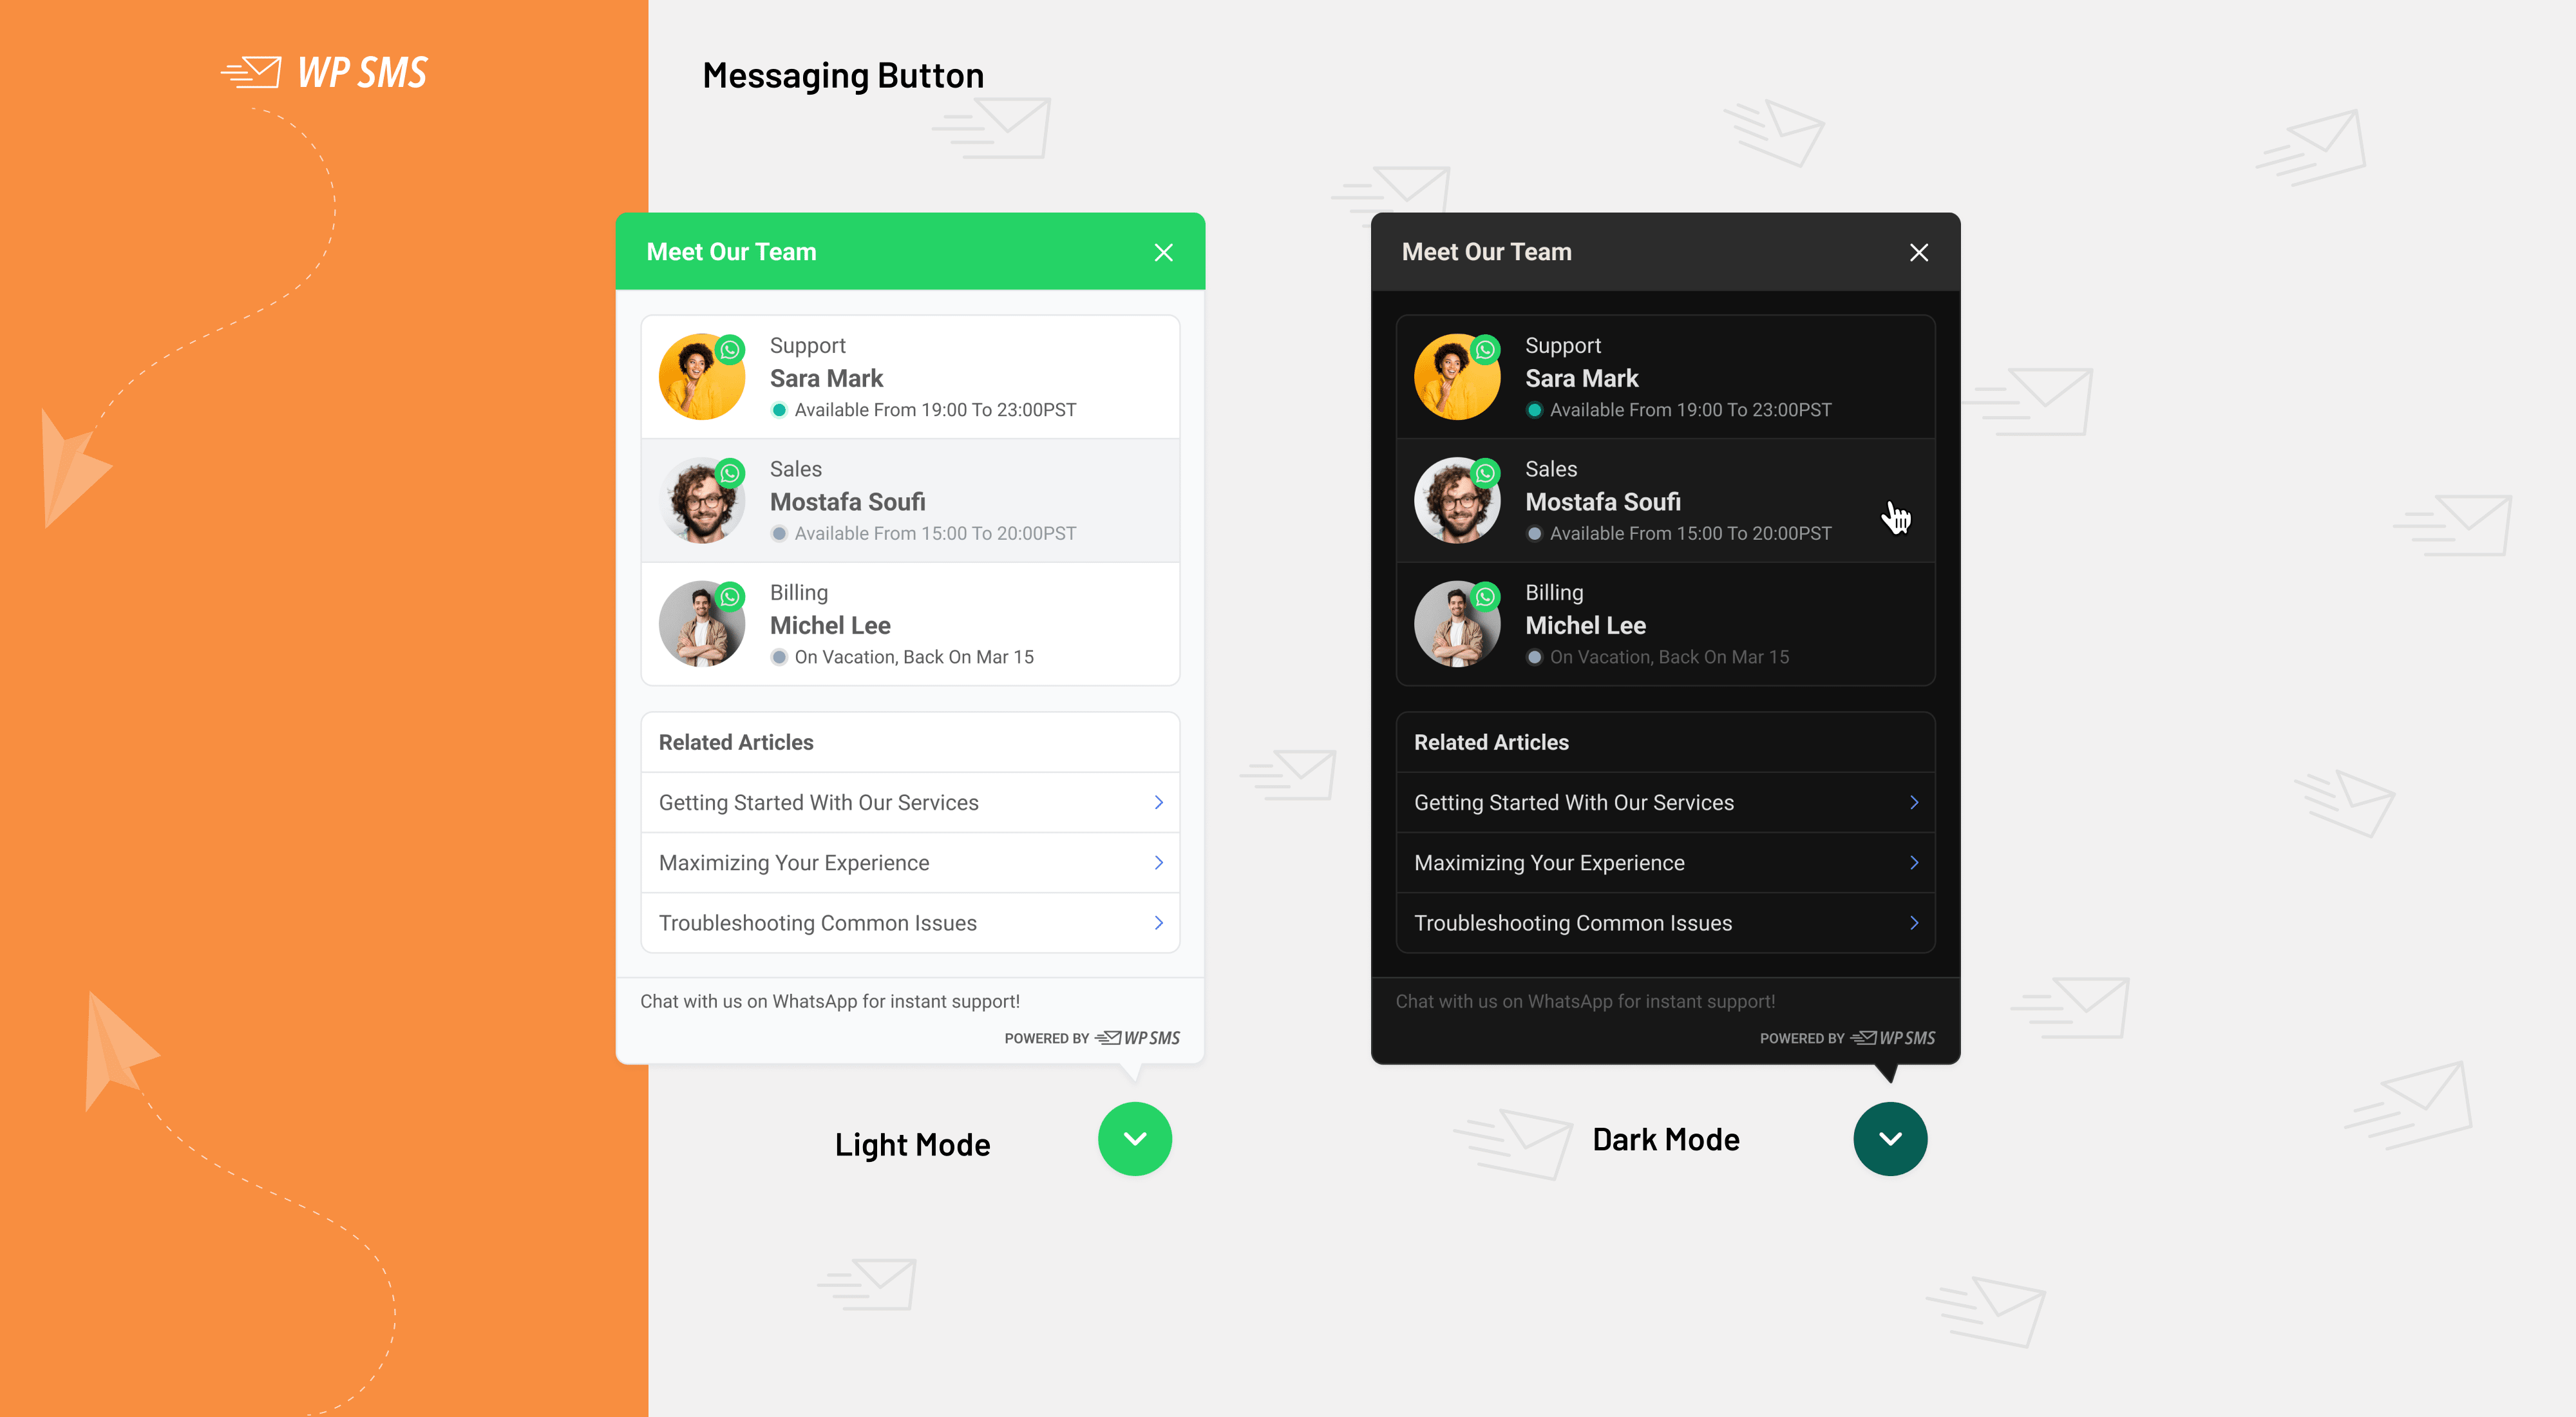 WP SMS
Messaging Button
Meet Our Team
Support
Sara Mark
Available From 19:00 To 23:00PST
Sales
Mostafa Soufi
Available From 15:00 To 20:00PST
Billing
Michel Lee
On Vacation, Back On Mar 15
Related Articles
Getting Started With Our Services
Maximizing Your Experience
Troubleshooting Common Issues
Chat with us on WhatsApp for instant support!
POWERED BY WP SMS
Light Mode
Meet Our Team
Support
Sara Mark
Available From 19:00 To 23:00PST
Sales
Mostafa Soufi
Available From 15:00 To 20:00PST
Billing
Michel Lee
On Vacation, Back On Mar 15
Related Articles
Getting Started With Our Services
Maximizing Your Experience
Troubleshooting Common Issues
Chat with us on WhatsApp for instant support!
POWERED BY WP SMS
Dark Mode